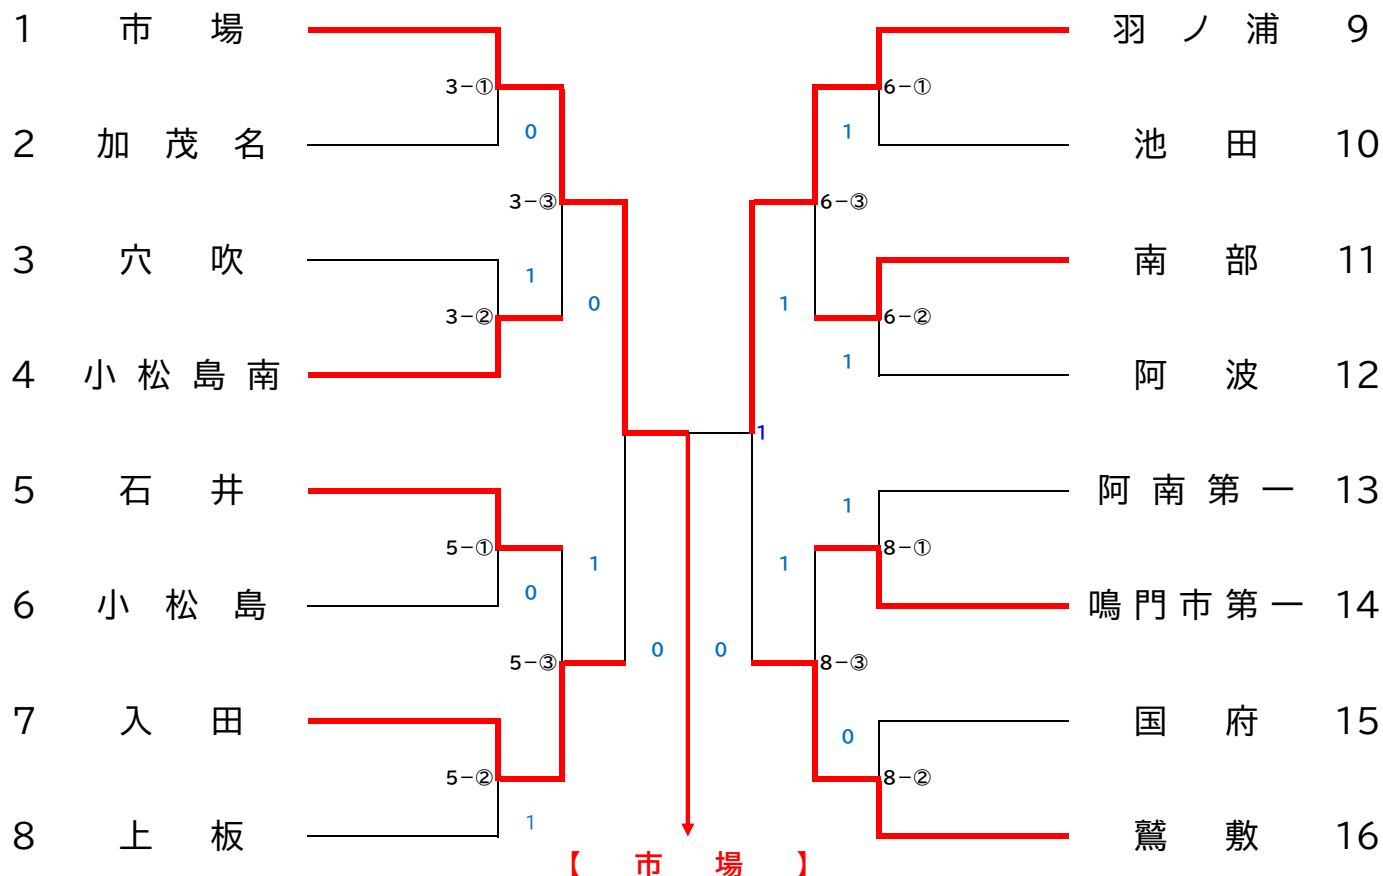 1 市 場
羽 ノ 浦 9
3-① 6-①
0 1
2 加 茂 名
池 田 10
3-③ 6-③
3 穴 吹
南 部 11
1
0 1
3-② 6-②
1
4 小 松 島 南
阿 波 12
1
5 石 井
阿 南 第 一 13
1
5-① 8-①
1 1
0
6 小 松 島
鳴 門 市 第 一 14
0 0
5-③ 8-③
7 入 田
国 府 15
0
5-② 8-②
1
8 上 板
鷲 敷 16
【 市 場 】